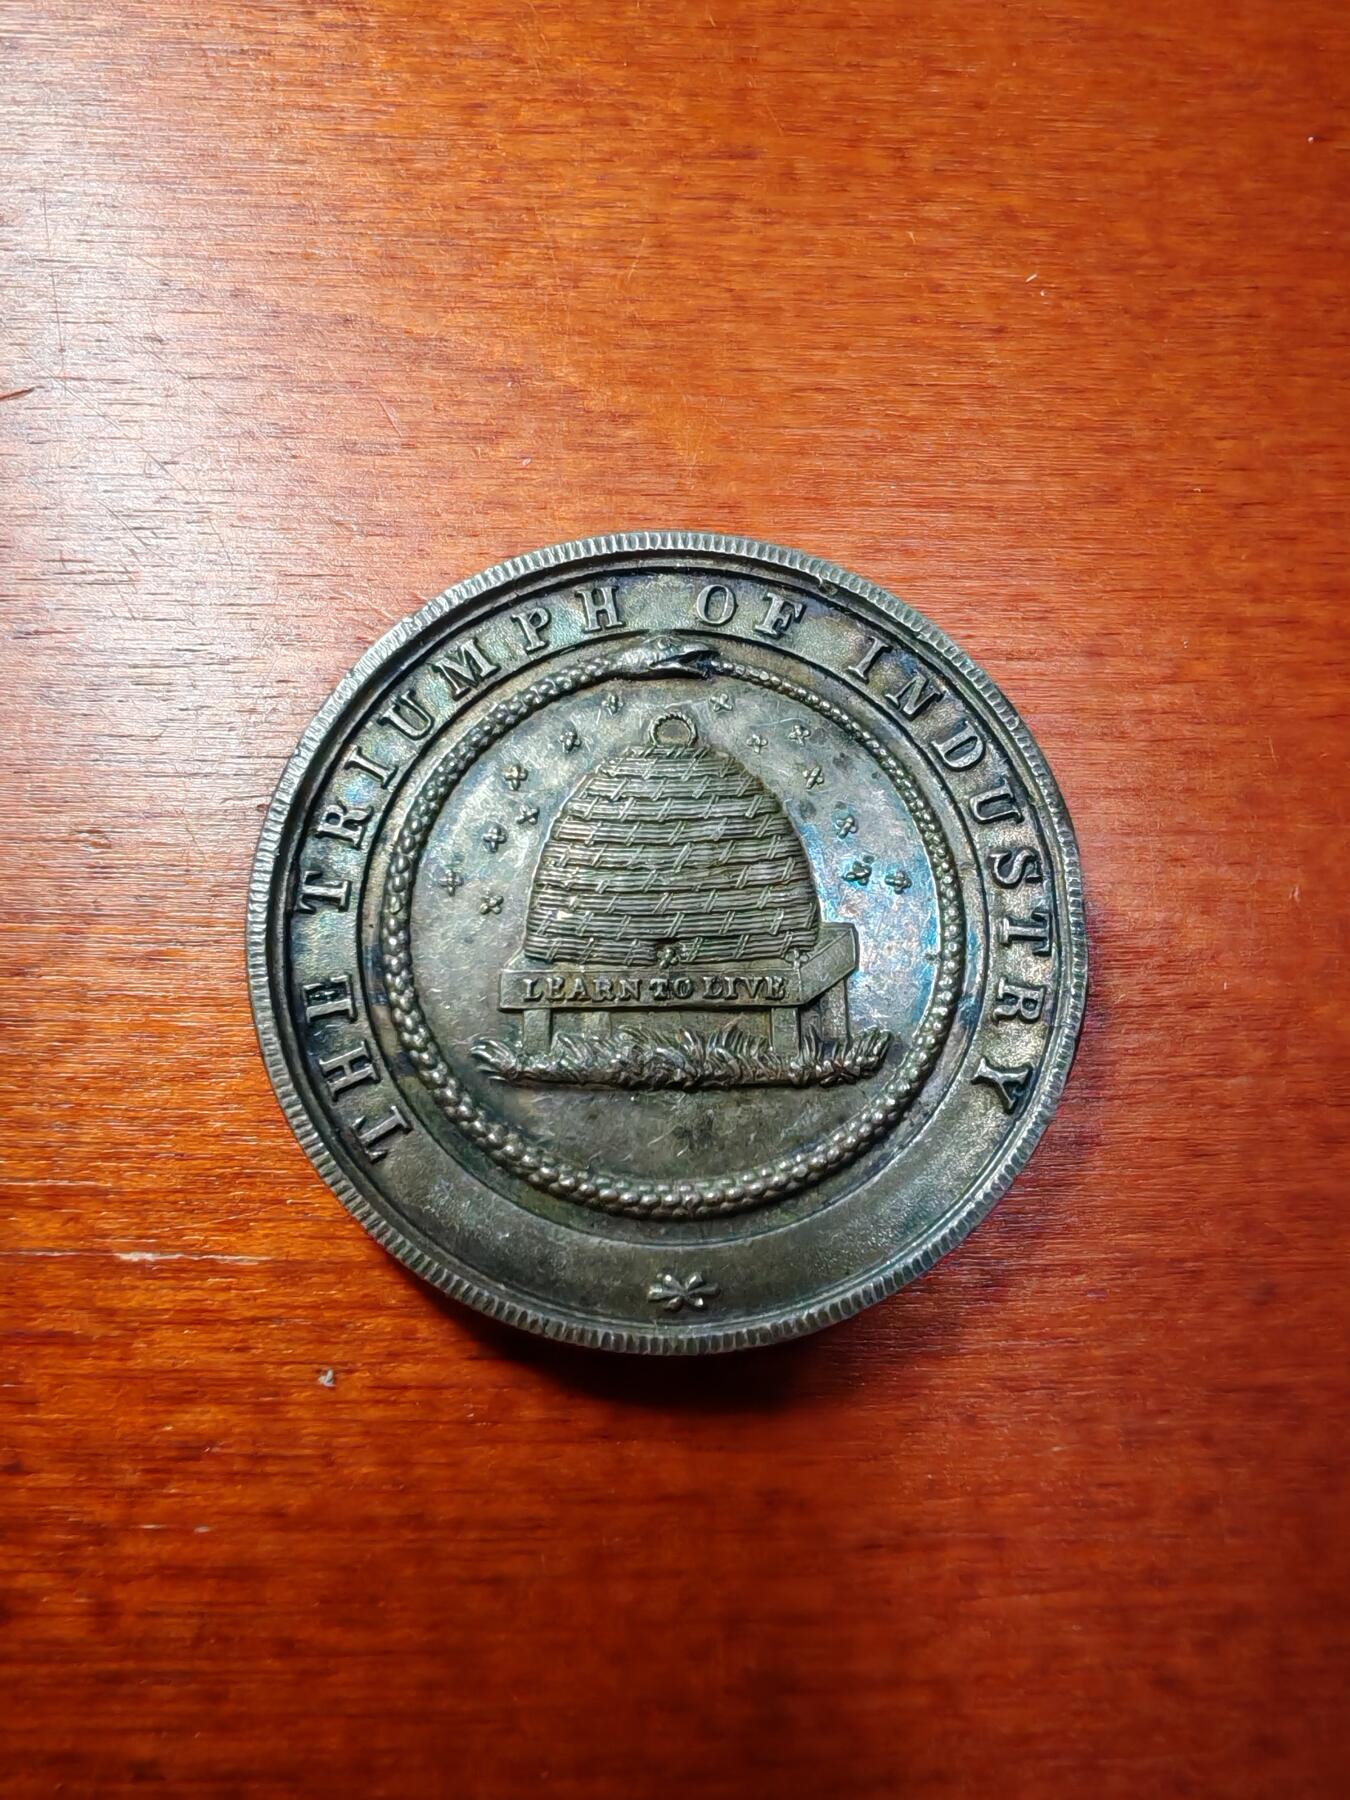 THE TRIUMPH OF INDUSTRY
LEARN TO LIVE